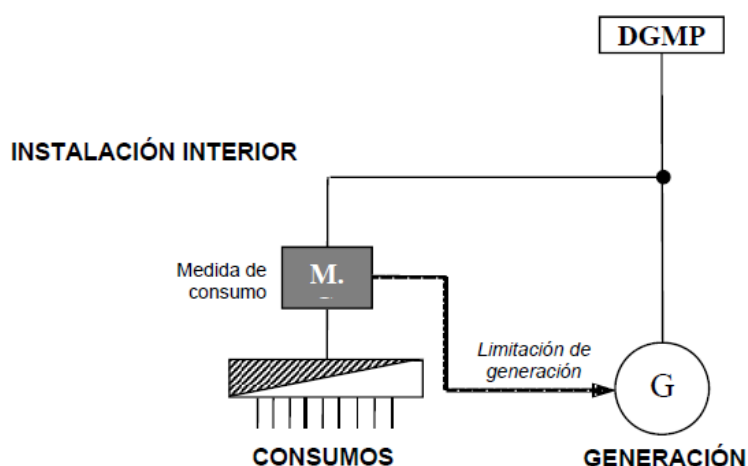 DGMP
INSTALACIÓN INTERIOR
Medida de
consumo
M.
Limitación de
generación
G
CONSUMOS
GENERACIÓN